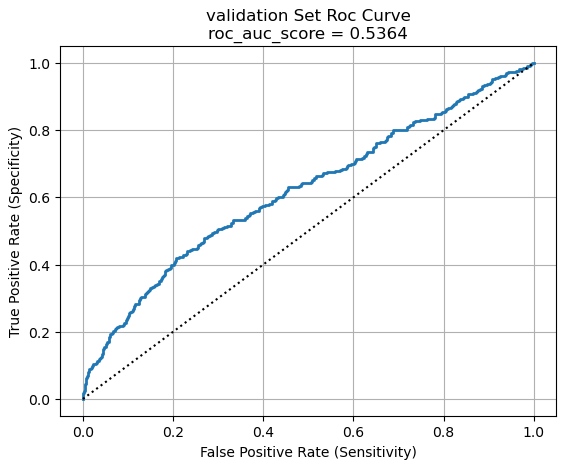 validation Set Roc Curve
roc_auc_score = 0.5364
1.0
0.8
0.6
0.4
0.2
0.0
True Positive Rate (Specificity)
0.0 0.2 0.4 0.6 0.8 1.0
False Positive Rate (Sensitivity)